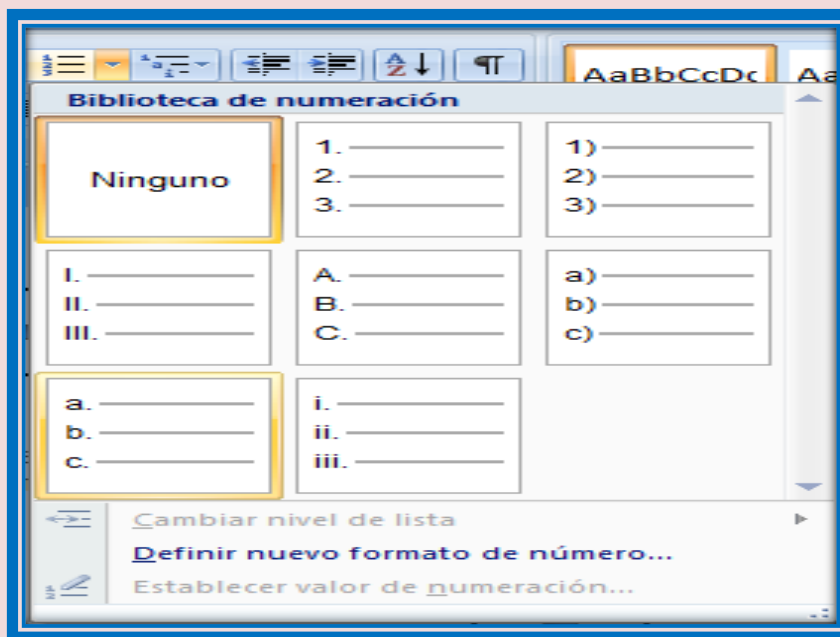 AaBbCcDc Aa
Biblioteca de numeración
Ninguno
1.
2.
3.
1)
2)
3)
I.
II.
III.
A.
B.
C.
a)
b)
c)
a.
b.
c.
i.
ii.
iii.
Cambiar nivel de lista
Definir nuevo formato de número...
Establecer valor de numeración...